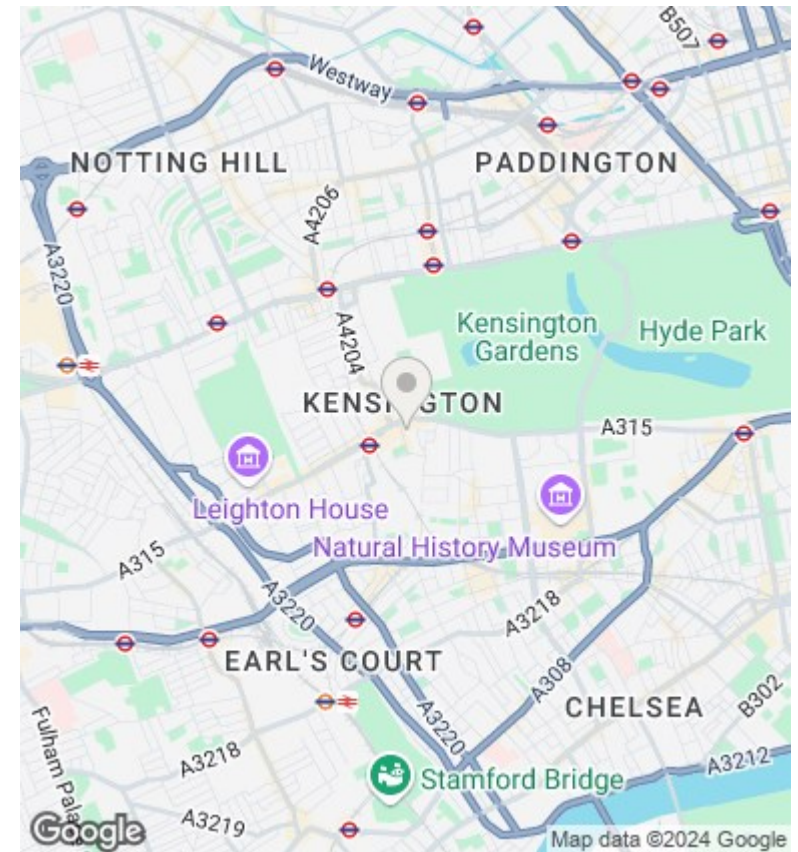 B507
Westway
NOTTING HILL
PADDINGTON
A4206
A3220
A4204
Kensington
Gardens
Hyde Park
KENSINGTON
A315
Leighton House
Natural History Museum
A315
A3220
A3218
EARL'S COURT
A308
CHELSEA
B302
A3220
Fulham Pala
A3218
A3212
Stamford Bridge
A3219
Google
Map data ©2024 Google